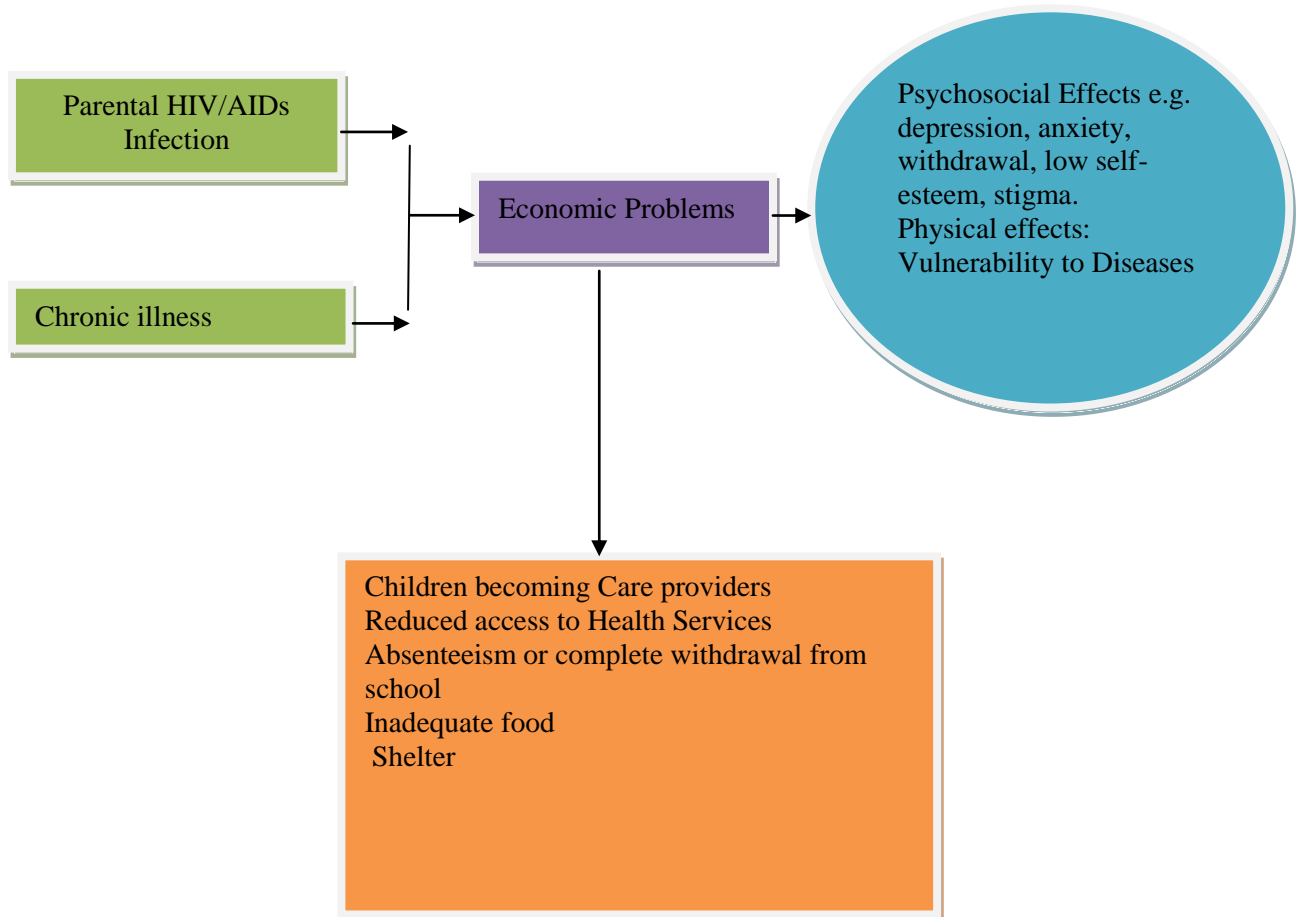 Parental HIV/AIDs
Infection
Chronic illness
Economic Problems
Psychosocial Effects e.g.
depression, anxiety,
withdrawal, low self-
esteem, stigma.
Physical effects:
Vulnerability to Diseases
Children becoming Care providers
Reduced access to Health Services
Absenteeism or complete withdrawal from
school
Inadequate food
Shelter